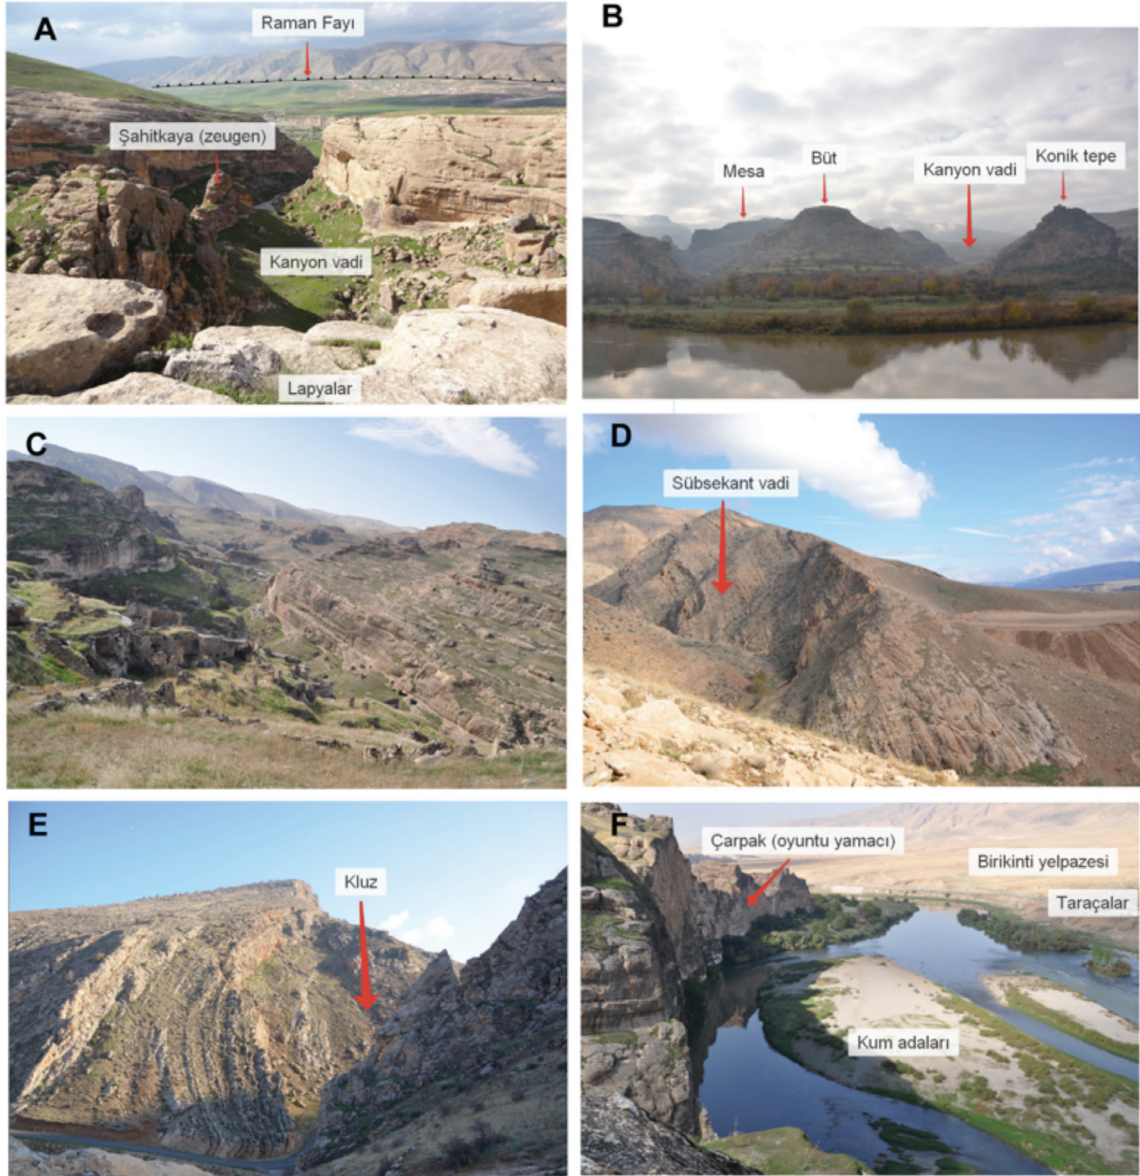 A
Raman Fayı
Şahitkaya (zeugen)
Kanyon vadi
Lapyalar
B
Mesa
Büt
Kanyon vadi
Konik tepe
C
D
Sübsekant vadi
E
Kluz
F
Çarpak (oyuntu yamacı)
Birikinti yelpazesi
Taraçalar
Kum adaları